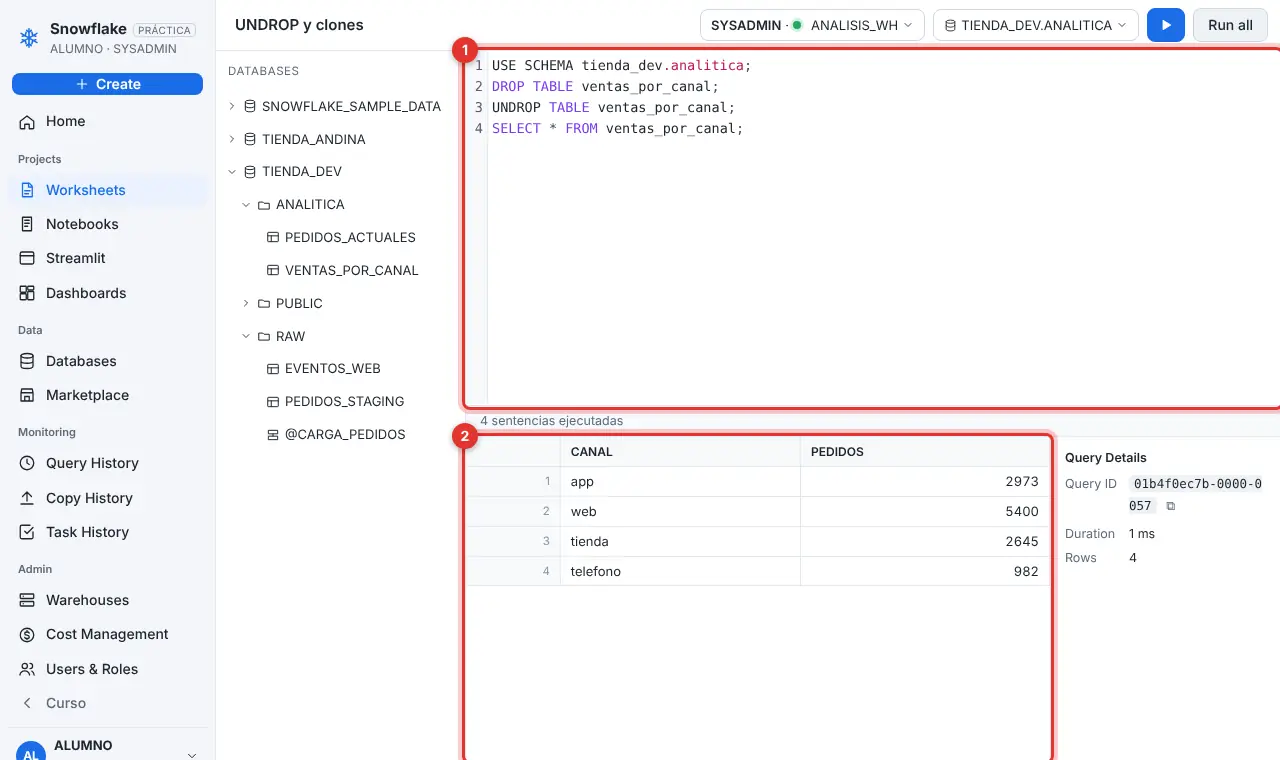 Snowflake PRÁCTICA
ALUMNO · SYSADMIN
+ Create
Home
Projects
Worksheets
Notebooks
Streamlit
Dashboards
Data
Databases
Marketplace
Monitoring
Query History
Copy History
Task History
Admin
Warehouses
Cost Management
Users & Roles
Curso
AL ALUMNO
UNDROP y clones
SYSADMIN · ANALISIS_WH
TIENDA_DEV.ANALITICA
Run all
DATABASES
SNOWFLAKE_SAMPLE_DATA
TIENDA_ANDINA
TIENDA_DEV
ANALITICA
PEDIDOS_ACTUALES
VENTAS_POR_CANAL
PUBLIC
RAW
EVENTOS_WEB
PEDIDOS_STAGING
@CARGA_PEDIDOS
1
1 USE SCHEMA tienda_dev.analitica;
2 DROP TABLE ventas_por_canal;
3 UNDROP TABLE ventas_por_canal;
4 SELECT * FROM ventas_por_canal;
4 sentencias ejecutadas
2
CANAL PEDIDOS
1 app 2973
2 web 5400
3 tienda 2645
4 telefono 982
Query Details
Query ID 01b4f0ec7b-0000-0
057
Duration 1 ms
Rows 4